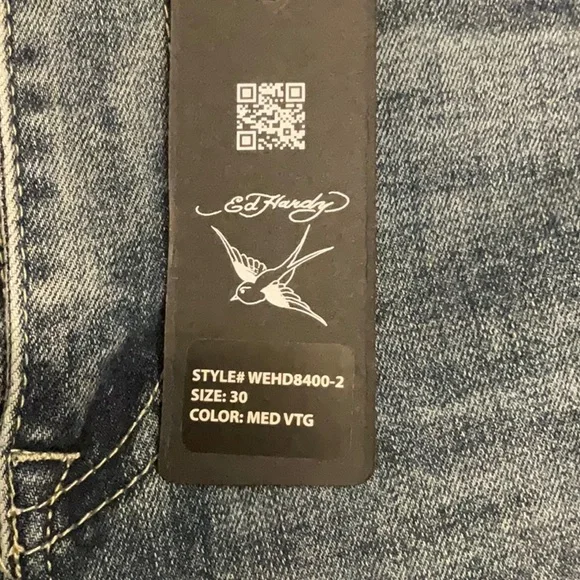 Ed Hardy
STYLE# WEHD8400-2
SIZE: 30
COLOR: MED VTG